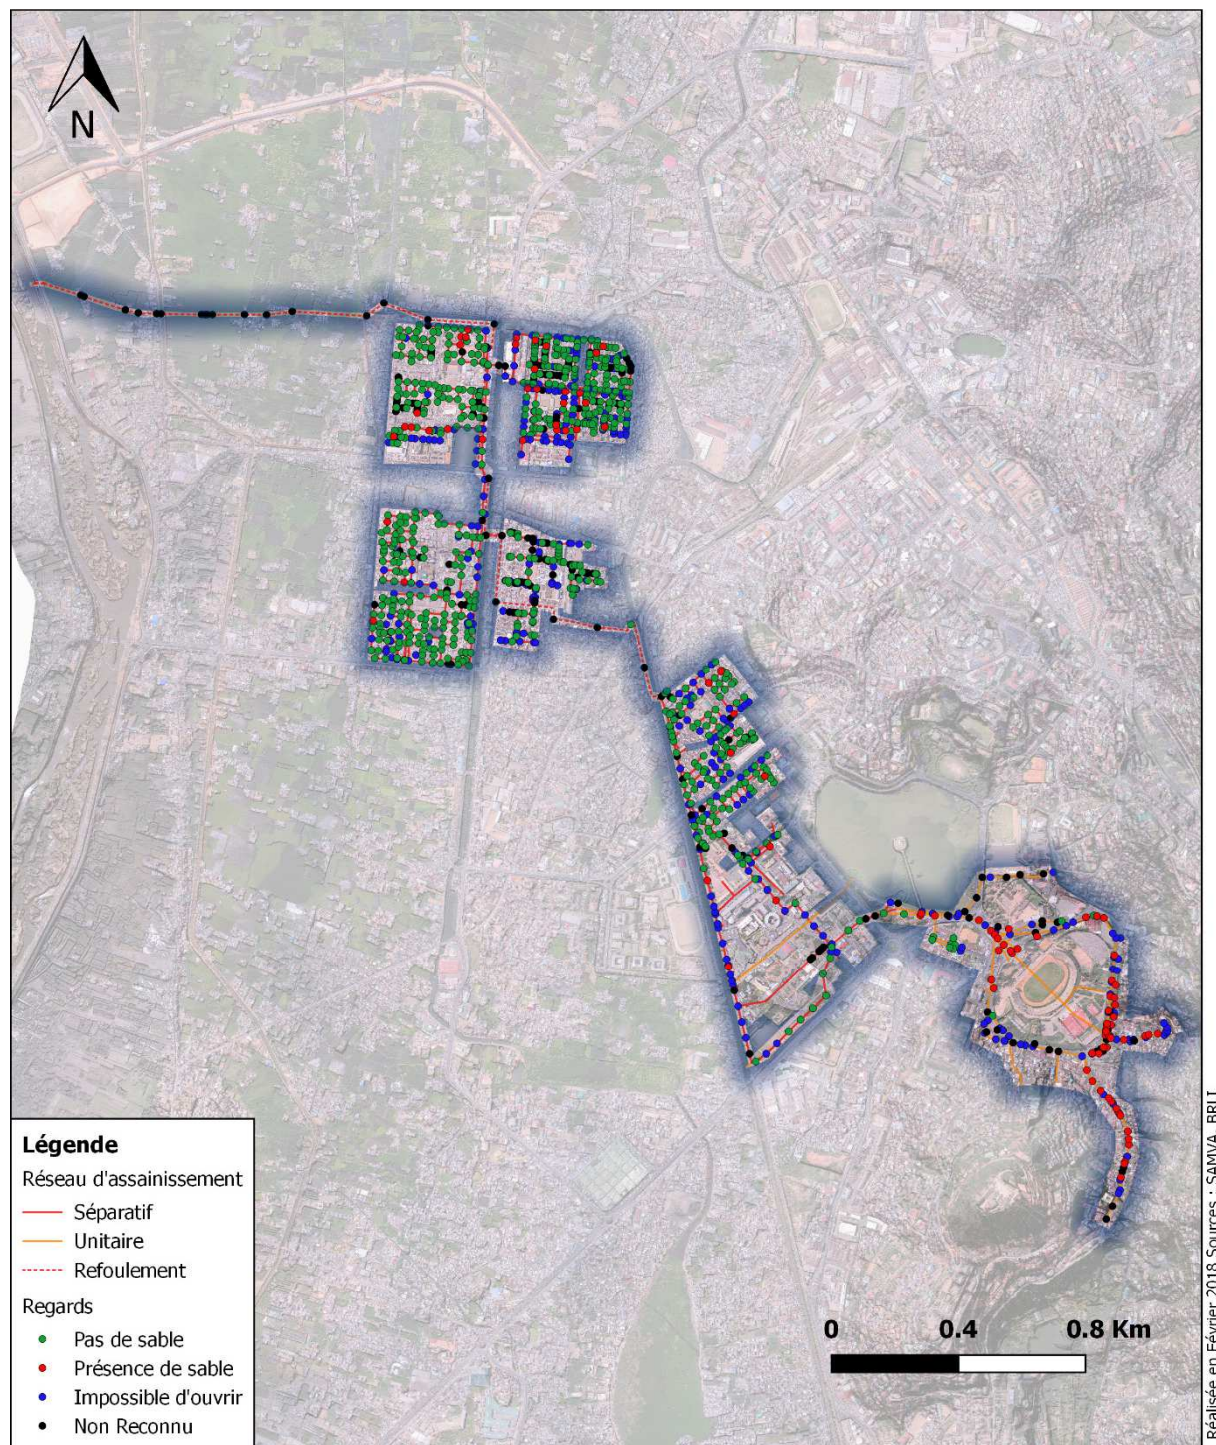 N
Légende
Réseau d'assainissement
Séparatif
Unitaire
Refoulement
Regards
Pas de sable
Présence de sable
Impossible d'ouvrir
Non Reconnu
0 0.4 0.8 Km
Réalisée en Février 2018 Sources : SAMVA, BRLI